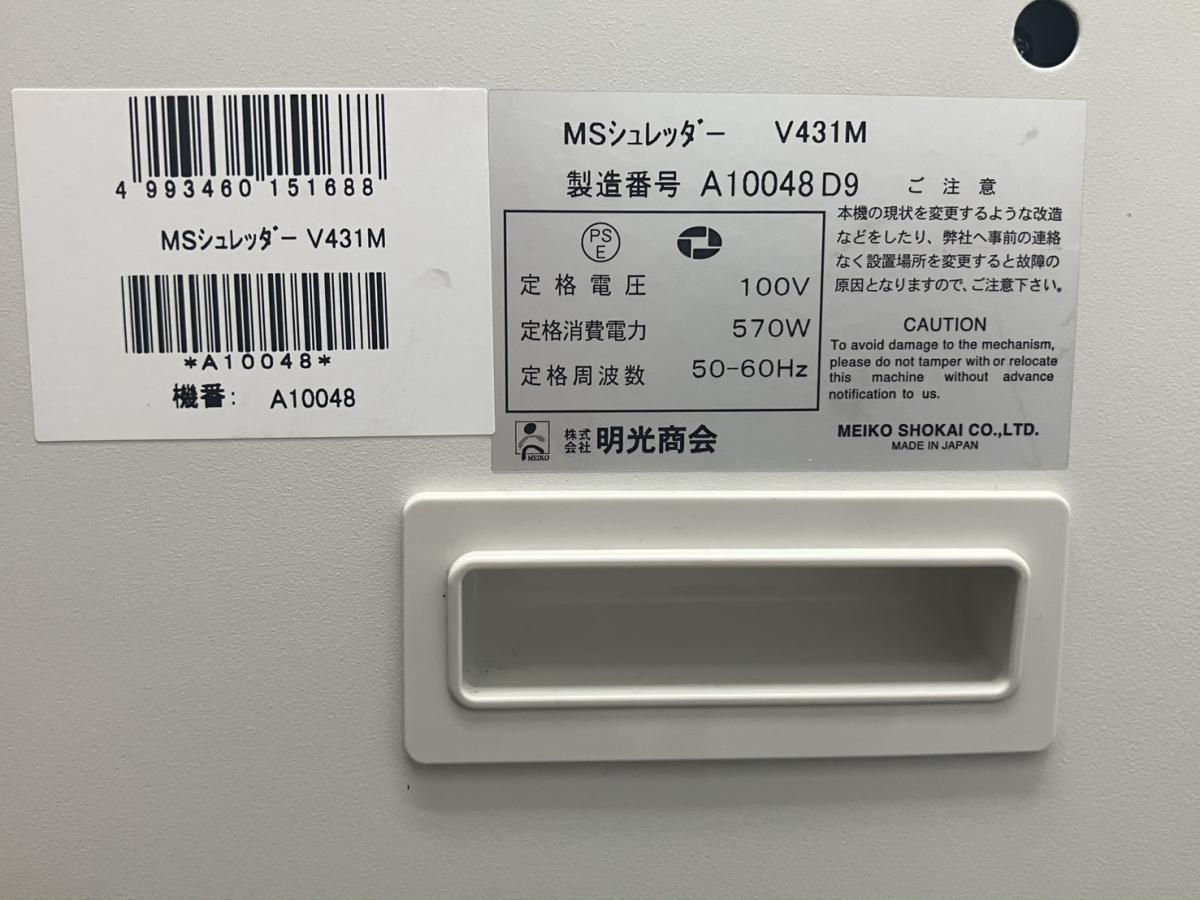 4 993460 151688
MSシュレッダー V431M
*A10048*
機番: A10048
MSシュレッダー V431M
製造番号 A10048D9
PS
E
定格電圧 100V
定格消費電力 570W
定格周波数 50-60Hz
MEIKO
株式
会社
明光商会
ご注意
本機の現状を変更するような改造
などをしたり、弊社へ事前の連絡
なく設置場所を変更すると故障の
原因となりますので、ご注意下さい。
CAUTION
To avoid damage to the mechanism,
please do not tamper with or relocate
this machine without advance
notification to us.
MEIKO SHOKAI CO.,LTD.
MADE IN JAPAN